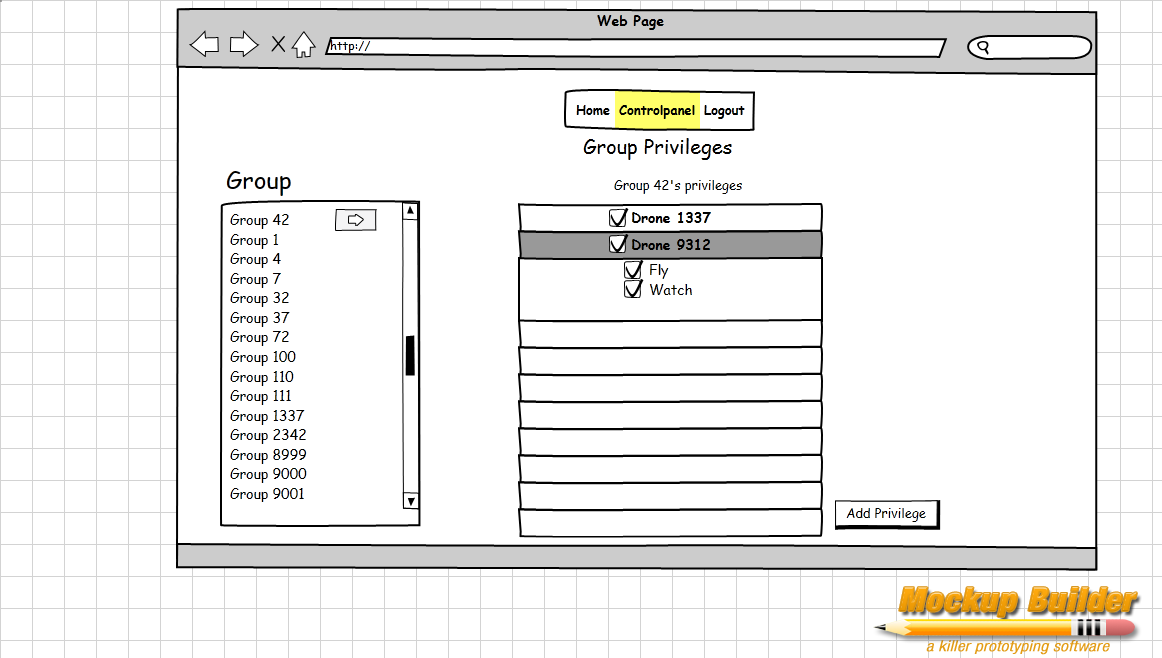 Web Page
http://
Home Controlpanel Logout
Group Privileges
Group
Group 42's privileges
Group 42
Group 1
Group 4
Group 7
Group 32
Group 37
Group 72
Group 100
Group 110
Group 111
Group 1337
Group 2342
Group 8999
Group 9000
Group 9001
Drone 1337
Drone 9312
Fly
Watch
Add Privilege
Mockup Builder
a killer prototyping software